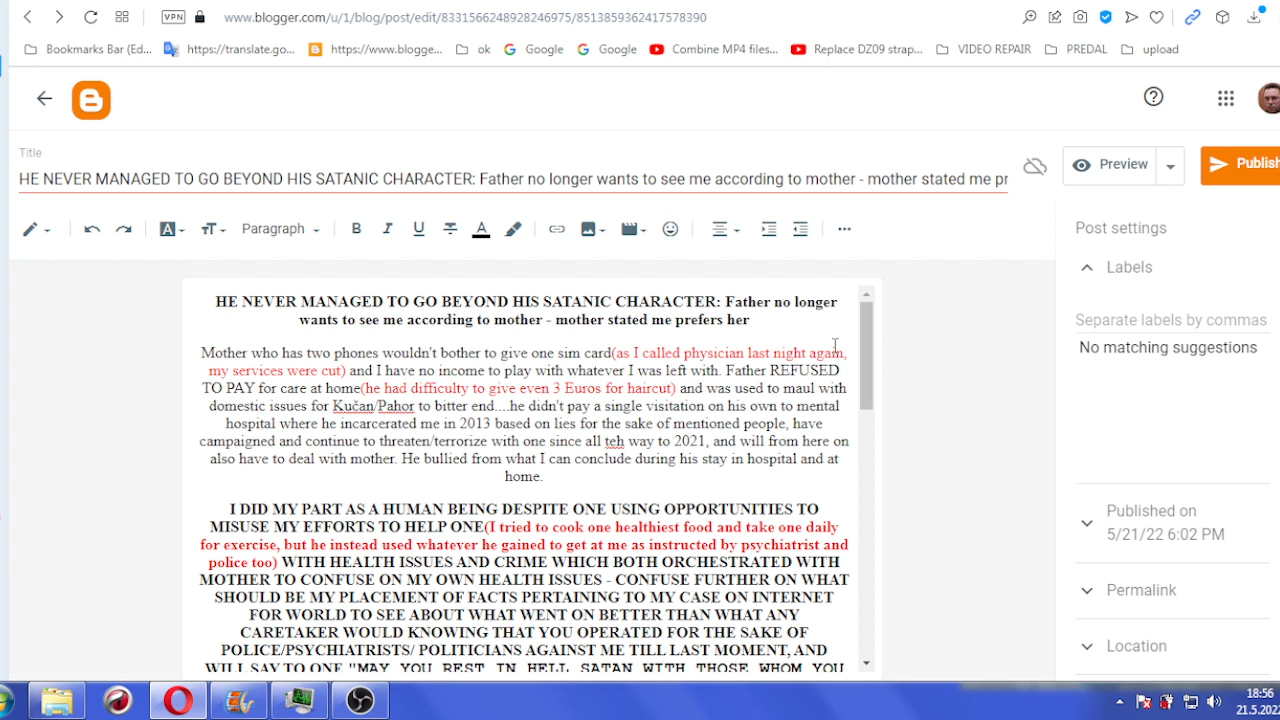 VPN
www.blogger.com/u/1/blog/post/edit/8331566248928246975/8513859362417578390
Bookmarks Bar (Ed...
https://translate.go...
https://www.blogge...
ok
Google
Google
Combine MP4 files...
Replace DZ09 strap...
VIDEO REPAIR
PREDAL
upload
Title
HE NEVER MANAGED TO GO BEYOND HIS SATANIC CHARACTER: Father no longer wants to see me according to mother - mother stated me pr
Preview
Publish
Paragraph
B I U
Post settings
Labels
Separate labels by commas
No matching suggestions
Published on
5/21/22 6:02 PM
Permalink
Location
HE NEVER MANAGED TO GO BEYOND HIS SATANIC CHARACTER: Father no longer
wants to see me according to mother - mother stated me prefers her
Mother who has two phones wouldn't bother to give one sim card(as I called physician last night again,
my services were cut) and I have no income to play with whatever I was left with. Father REFUSED
TO PAY for care at home(he had difficulty to give even 3 Euros for haircut) and was used to maul with
domestic issues for Kučan/Pahor to bitter end....he didn't pay a single visitation on his own to mental
hospital where he incarcerated me in 2013 based on lies for the sake of mentioned people, have
campaigned and continue to threaten/terrorize with one since all teh way to 2021, and will from here on
also have to deal with mother. He bullied from what I can conclude during his stay in hospital and at
home.
I DID MY PART AS A HUMAN BEING DESPITE ONE USING OPPORTUNITIES TO
MISUSE MY EFFORTS TO HELP ONE(I tried to cook one healthiest food and take one daily
for exercise, but he instead used whatever he gained to get at me as instructed by psychiatrist and
police too) WITH HEALTH ISSUES AND CRIME WHICH BOTH ORCHESTRATED WITH
MOTHER TO CONFUSE ON MY OWN HEALTH ISSUES - CONFUSE FURTHER ON WHAT
SHOULD BE MY PLACEMENT OF FACTS PERTAINING TO MY CASE ON INTERNET
FOR WORLD TO SEE ABOUT WHAT WENT ON BETTER THAN WHAT ANY
CARETAKER WOULD KNOWING THAT YOU OPERATED FOR THE SAKE OF
POLICE/PSYCHIATRISTS/ POLITICIANS AGAINST ME TILL LAST MOMENT, AND
WILL SAY TO ONE "MAY YOU REST IN HELL SATAN WITH THOSE WHOM YOU
18:56
21.5.2022